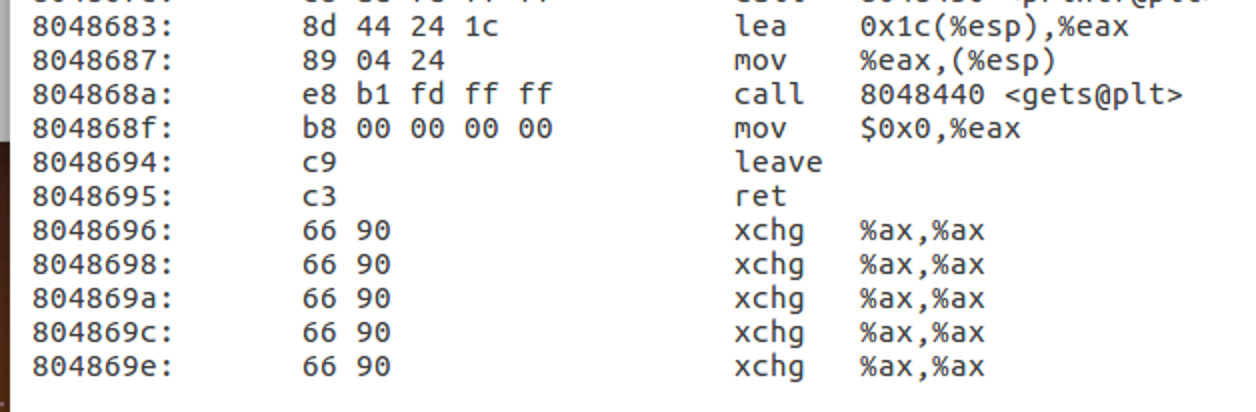 8048683: 8d 44 24 1c lea 0x1c(%esp),%eax
8048687: 89 04 24 mov %eax,(%esp)
804868a: e8 b1 fd ff ff call 8048440 <gets@plt>
804868f: b8 00 00 00 00 mov $0x0,%eax
8048694: c9 leave
8048695: c3 ret
8048696: 66 90 xchg %ax,%ax
8048698: 66 90 xchg %ax,%ax
804869a: 66 90 xchg %ax,%ax
804869c: 66 90 xchg %ax,%ax
804869e: 66 90 xchg %ax,%ax